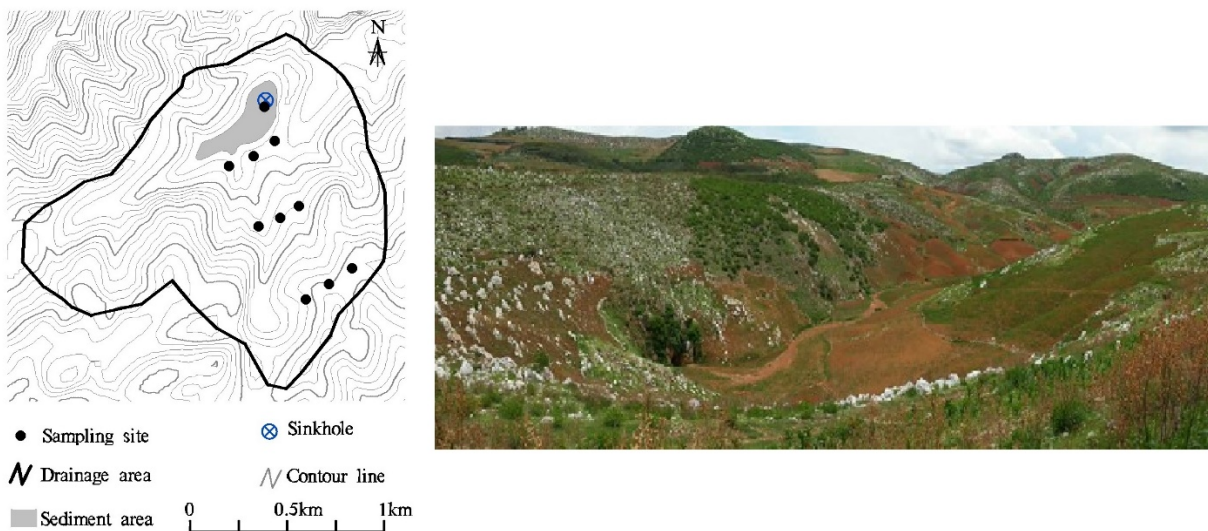 N
Sampling site
Sinkhole
Drainage area
Contour line
Sediment area
0 0.5km 1km